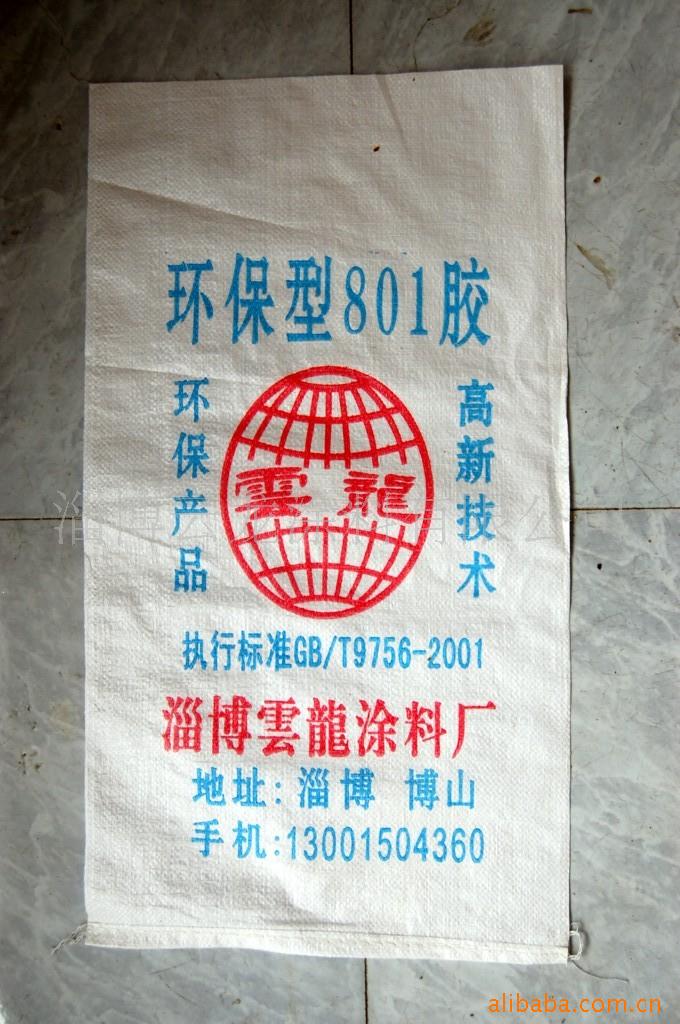 环保型801胶
环保产品
高新技术
雲龍
执行标准GB/T9756-2001
淄博雲龍涂料厂
地址:淄博 博山
手机:13001504360
alibaba.com.cn